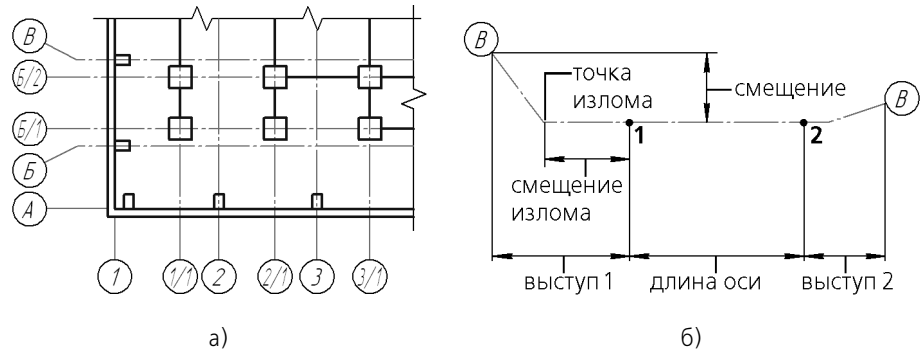 В
Б/2
Б/1
Б
А
1
1/1
2
2/1
3
3/1
а)
В
точка
излома
смещение
В
1
2
смещение
излома
выступ 1
длина оси
выступ 2
б)